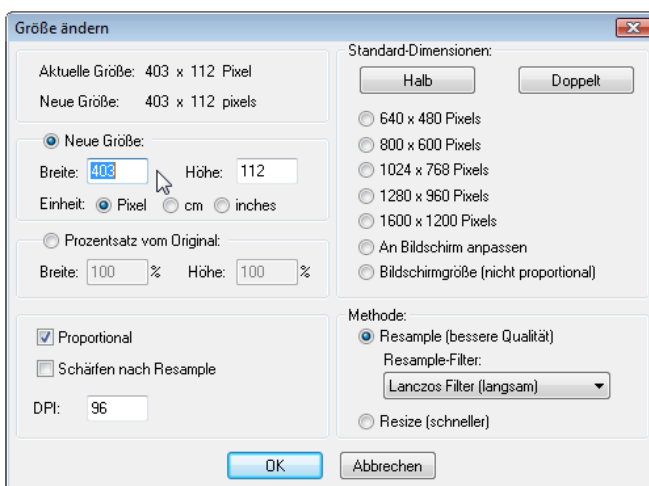 Größe ändern
Aktuelle Größe: 403 x 112 Pixel
Neue Größe: 403 x 112 pixels
Neue Größe:
Breite: 403 Höhe: 112
Einheit: Pixel cm inches
Prozentsatz vom Original:
Breite: 100 % Höhe: 100 %
Proportional
Schärfen nach Resample
DPI: 96
Standard-Dimensionen:
Halb Doppelt
640 x 480 Pixels
800 x 600 Pixels
1024 x 768 Pixels
1280 x 960 Pixels
1600 x 1200 Pixels
An Bildschirm anpassen
Bildschirmgröße (nicht proportional)
Methode:
Resample (bessere Qualität)
Resample-Filter:
Lanczos Filter (langsam)
Resize (schneller)
OK Abbrechen